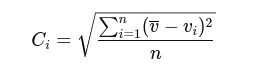 $C_i = \sqrt{\frac{\sum_{i=1}^{n} (\overline{v} - v_i)^2}{n}}$